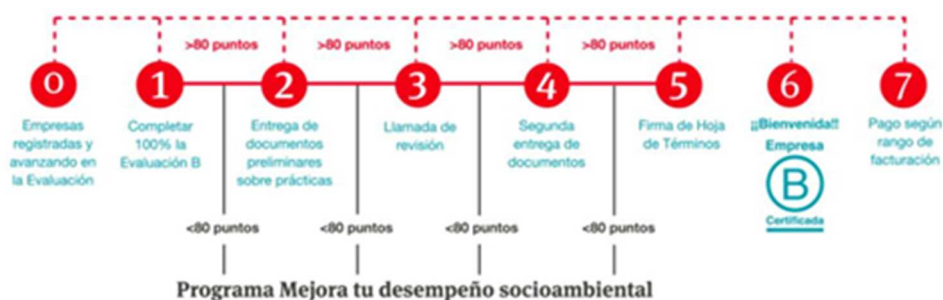 >80 puntos
>80 puntos
>80 puntos
>80 puntos
0
1
2
3
4
5
6
7
Empresas
registradas y
avanzando en
la Evaluación
Completar
100% la
Evaluación B
Entrega de
documentos
preliminares
sobre prácticas
Llamada de
revisión
Segunda
entrega de
documentos
Firma de Hoja
de Términos
¡¡Bienvenida!!
Empresa
B
Certificada
Pago según
rango de
facturación
<80 puntos
<80 puntos
<80 puntos
<80 puntos
Programa Mejora tu desempeño socioambiental